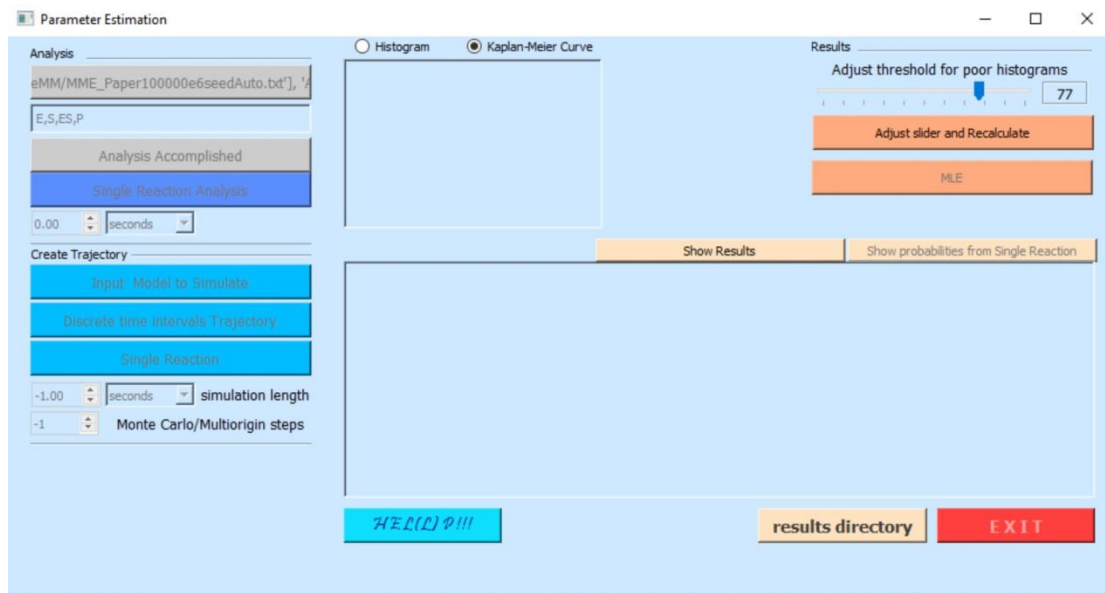 Parameter Estimation
Analysis
eMM/MME_Paper100000e6seedAuto.txt'], 'A
E,S,ES,P
Analysis Accomplished
Single Reaction Analysis
0.00 seconds
Create Trajectory
Input Model to Simulate
Discrete time intervals Trajectory
Single Reaction
-1.00 seconds simulation length
-1 Monte Carlo/Multiorigin steps
Histogram Kaplan-Meier Curve
Results
Adjust threshold for poor histograms
77
Adjust slider and Recalculate
MLE
Show Results Show probabilities from Single Reaction
HEL(L)P!!! results directory EXIT